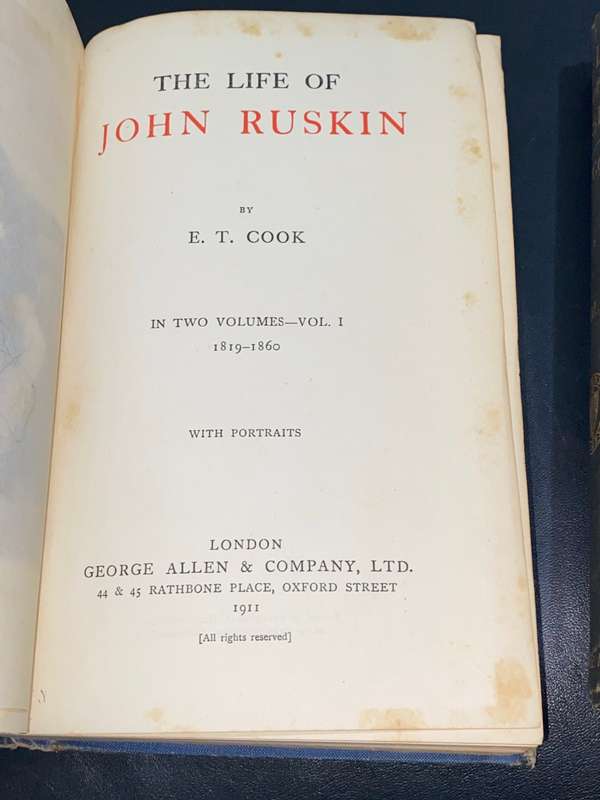 THE LIFE OF
JOHN RUSKIN
BY
E. T. COOK
IN TWO VOLUMES—VOL. I
1819–1860
WITH PORTRAITS
LONDON
GEORGE ALLEN & COMPANY, LTD.
44 & 45 RATHBONE PLACE, OXFORD STREET
1911
[All rights reserved]